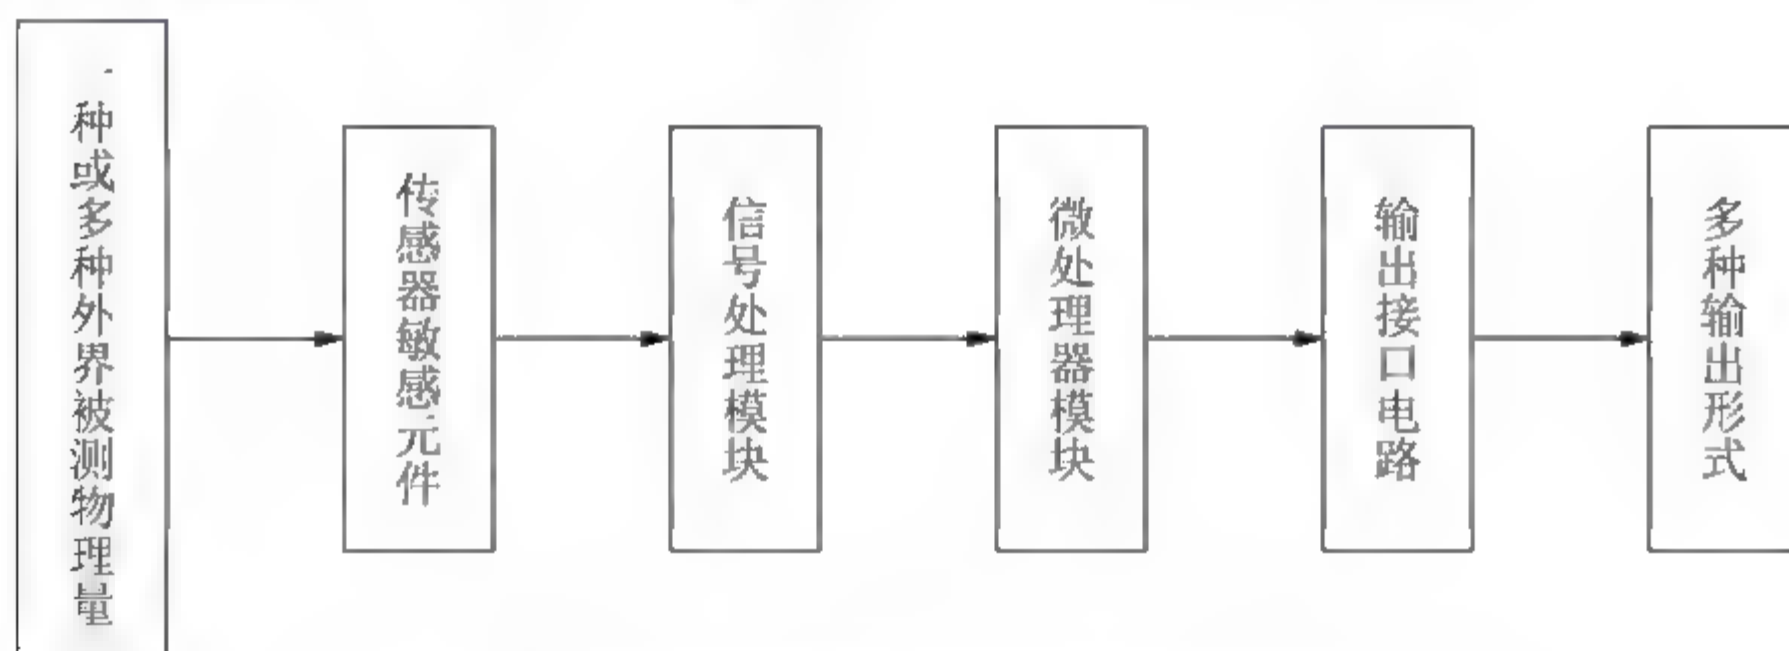 一种或多种外界被测物理量
传感器敏感元件
信号处理模块
微处理器模块
输出接口电路
多种输出形式